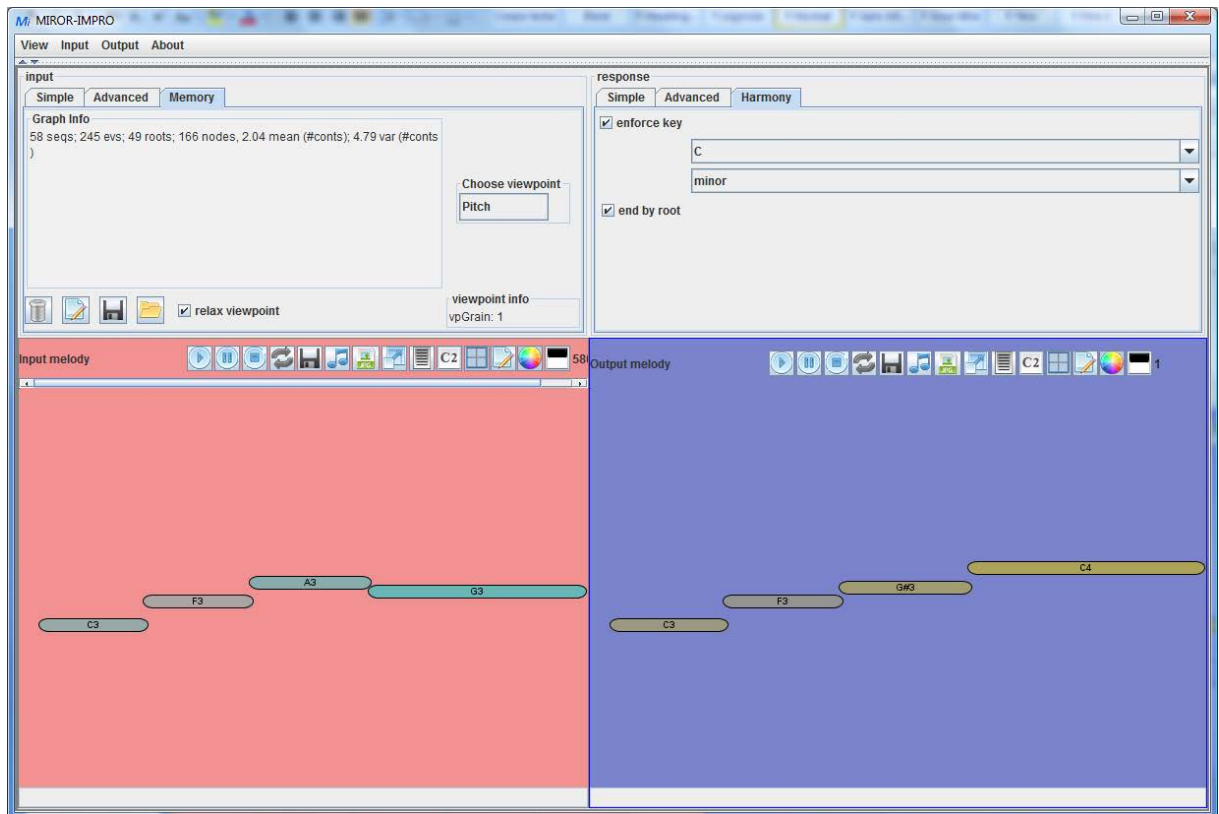 MIROR-IMPRO
View Input Output About
input
Simple Advanced Memory
Graph Info
58 seqs; 245 evs; 49 roots; 166 nodes, 2.04 mean (#conts); 4.79 var (#conts
)
Choose viewpoint
Pitch
relax viewpoint
viewpoint info
vpGrain: 1
response
Simple Advanced Harmony
enforce key
C
minor
end by root
Input melody
C2
58
Output melody
C2
1
A3
G3
F3
C3
C4
G#3
F3
C3